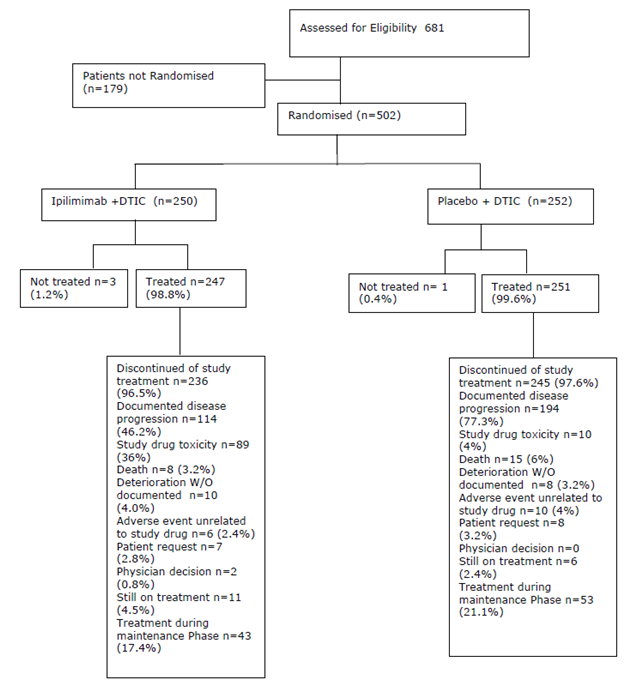 Assessed for Eligibility 681
Patients not Randomised
(n=179)
Randomised (n=502)
Ipilimimab +DTIC (n=250)
Placebo + DTIC (n=252)
Not treated n=3
(1.2%)
Treated n=247
(98.8%)
Not treated n= 1
(0.4%)
Treated n=251
(99.6%)
Discontinued of study
treatment n=236
(96.5%)
Documented disease
progression n=114
(46.2%)
Study drug toxicity n=89
(36%)
Death n=8 (3.2%)
Deterioration W/O
documented n=10
(4.0%)
Adverse event unrelated
to study drug n=6 (2.4%)
Patient request n=7
(2.8%)
Physician decision n=2
(0.8%)
Still on treatment n=11
(4.5%)
Treatment during
maintenance Phase n=43
(17.4%)
Discontinued of study
treatment n=245 (97.6%)
Documented disease
progression n=194
(77.3%)
Study drug toxicity n=10
(4%)
Death n=15 (6%)
Deterioration W/O
documented n=8 (3.2%)
Adverse event unrelated to
study drug n=10 (4%)
Patient request n=8
(3.2%)
Physician decision n=0
Still on treatment n=6
(2.4%)
Treatment during
maintenance Phase n=53
(21.1%)